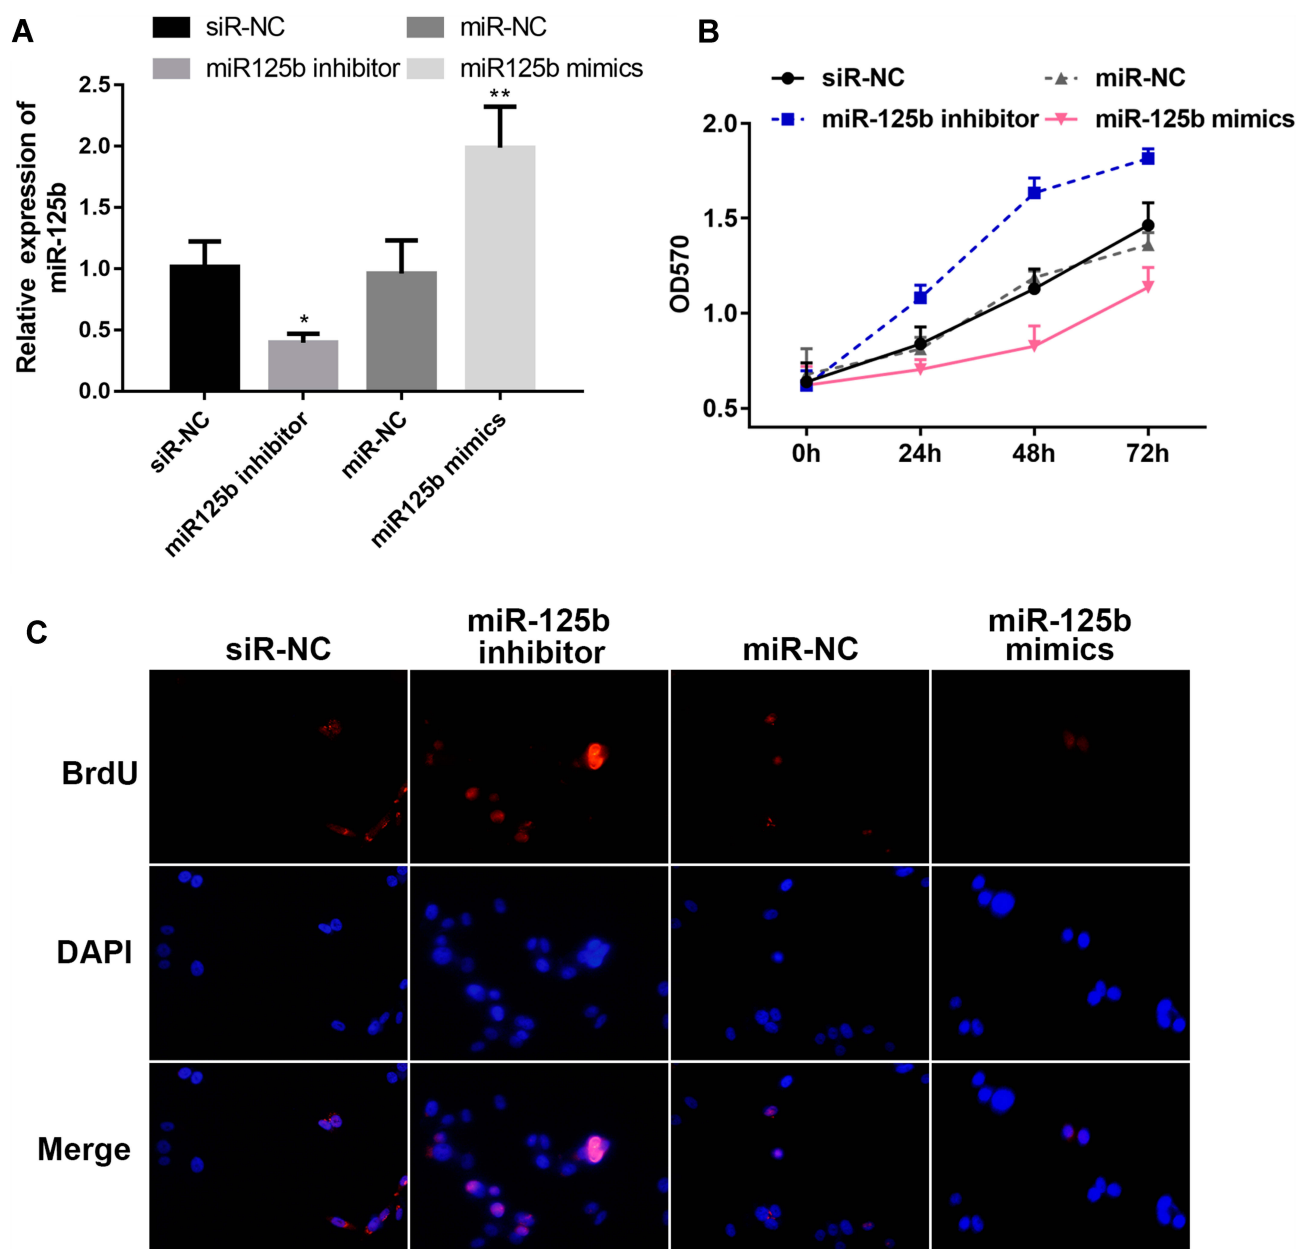 A
siR-NC
miR-NC
miR125b inhibitor
miR125b mimics
Relative expression of
miR-125b
2.5
2.0
1.5
1.0
0.5
0.0
*
**
siR-NC
miR125b inhibitor
miR-NC
miR125b mimics
B
siR-NC
miR-NC
miR-125b inhibitor
miR-125b mimics
OD570
2.0
1.5
1.0
0.5
0h
24h
48h
72h
C
siR-NC
miR-125b
inhibitor
miR-NC
miR-125b
mimics
BrdU
DAPI
Merge